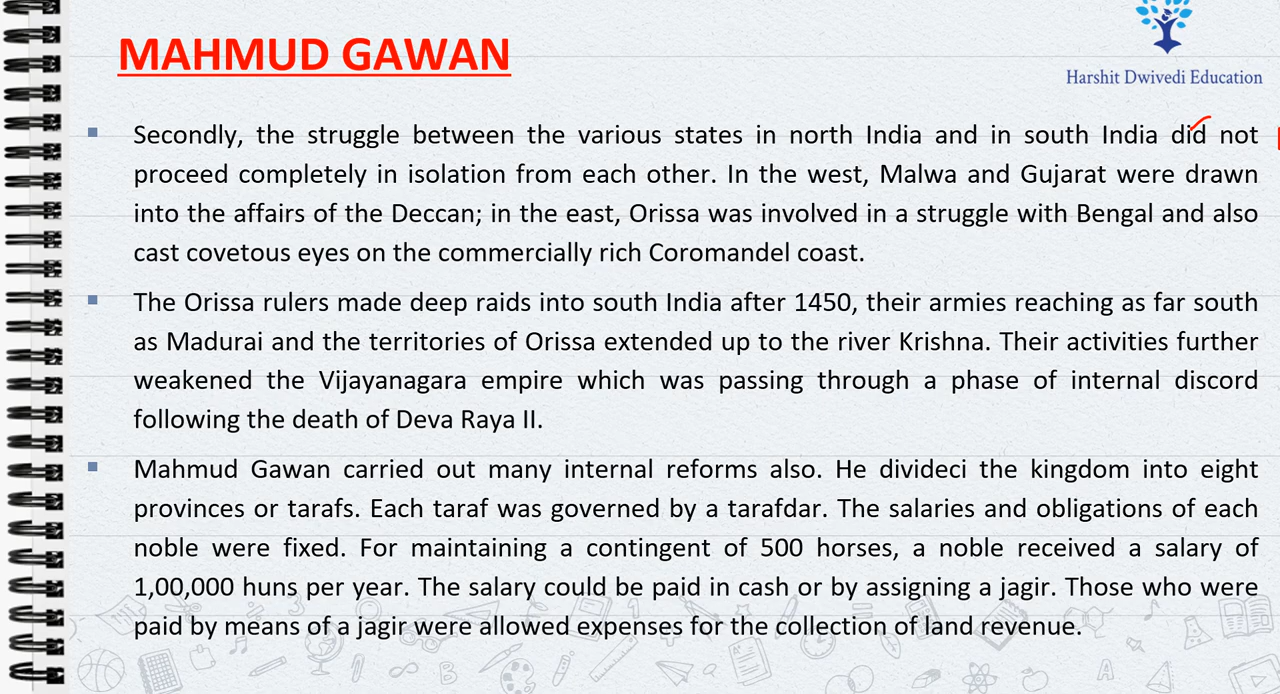 MAHMUD GAWAN
Harshit Dwivedi Education
▪ Secondly, the struggle between the various states in north India and in south India did not
proceed completely in isolation from each other. In the west, Malwa and Gujarat were drawn
into the affairs of the Deccan; in the east, Orissa was involved in a struggle with Bengal and also
cast covetous eyes on the commercially rich Coromandel coast.
▪ The Orissa rulers made deep raids into south India after 1450, their armies reaching as far south
as Madurai and the territories of Orissa extended up to the river Krishna. Their activities further
weakened the Vijayanagara empire which was passing through a phase of internal discord
following the death of Deva Raya II.
▪ Mahmud Gawan carried out many internal reforms also. He divideci the kingdom into eight
provinces or tarafs. Each taraf was governed by a tarafdar. The salaries and obligations of each
noble were fixed. For maintaining a contingent of 500 horses, a noble received a salary of
1,00,000 huns per year. The salary could be paid in cash or by assigning a jagir. Those who were
paid by means of a jagir were allowed expenses for the collection of land revenue.